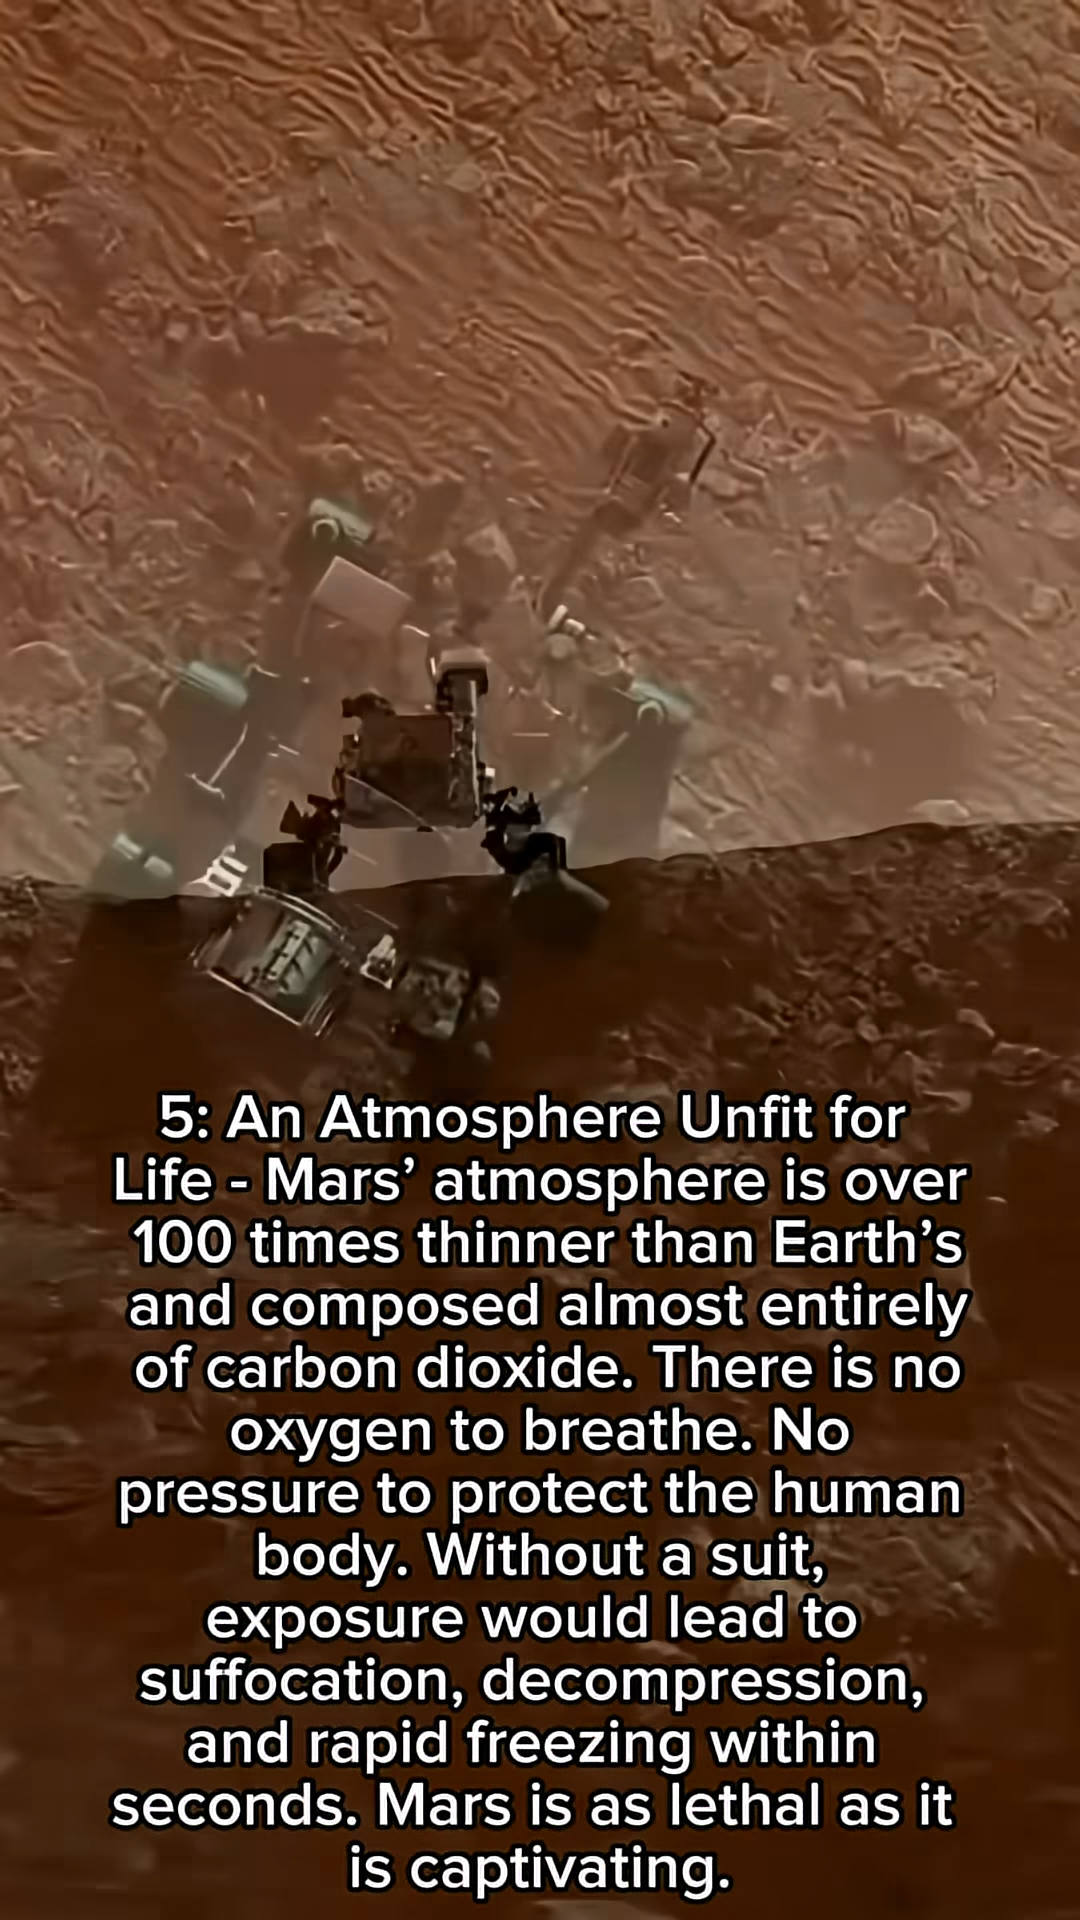 5: An Atmosphere Unfit for
Life - Mars’ atmosphere is over
100 times thinner than Earth’s
and composed almost entirely
of carbon dioxide. There is no
oxygen to breathe. No
pressure to protect the human
body. Without a suit,
exposure would lead to
suffocation, decompression,
and rapid freezing within
seconds. Mars is as lethal as it
is captivating.